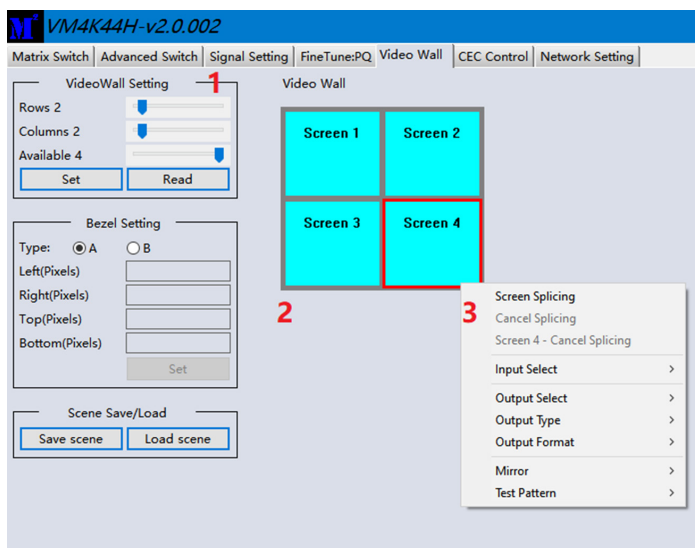 M VM4K44H-v2.0.002
Matrix Switch Advanced Switch Signal Setting FineTune:PQ Video Wall CEC Control Network Setting
VideoWall Setting 1
Rows 2
Columns 2
Available 4
Set Read
Bezel Setting
Type: A B
Left(Pixels)
Right(Pixels)
Top(Pixels)
Bottom(Pixels)
Set
Scene Save/Load
Save scene Load scene
Video Wall
Screen 1 Screen 2
Screen 3 Screen 4
2
3
Screen Splicing
Cancel Splicing
Screen 4 - Cancel Splicing
Input Select >
Output Select >
Output Type >
Output Format >
Mirror >
Test Pattern >